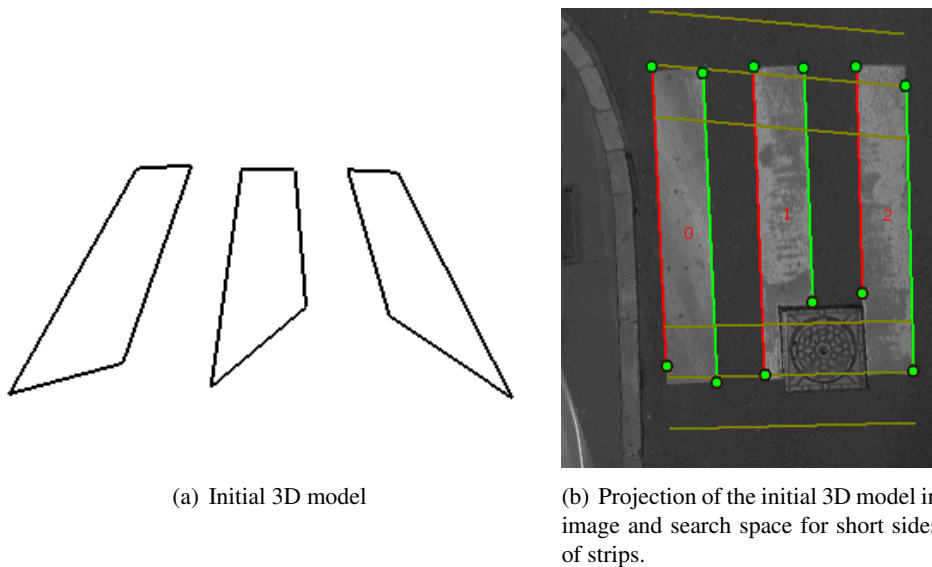 0
1
2
(a) Initial 3D model
(b) Projection of the initial 3D model in
image and search space for short sides
of strips.